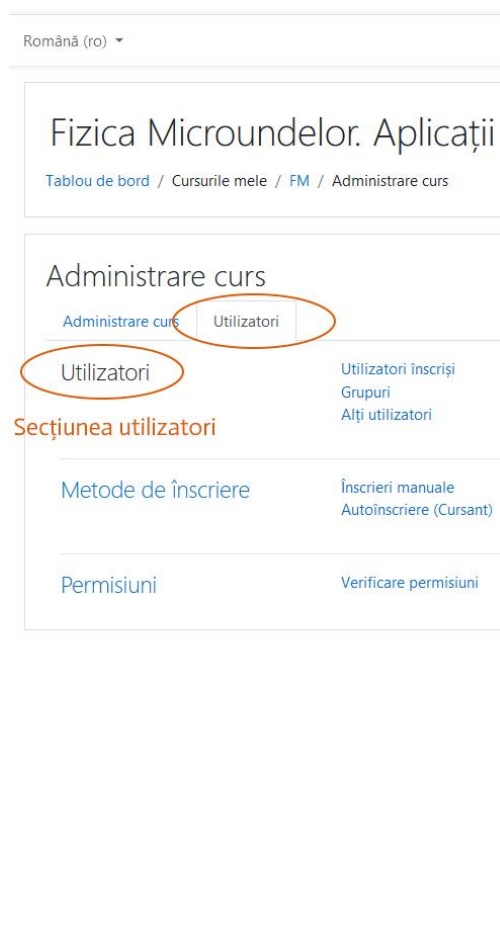 Română (ro)
Fizica Microundelor. Aplicații
Tablou de bord / Cursurile mele / FM / Administrare curs
Administrare curs
Administrare curs Utilizatori
Utilizatori Utilizatori înscriși
Grupuri
Alți utilizatori
Secțiunea utilizatori
Metode de înscriere Înscrieri manuale
Autoînscriere (Cursant)
Permisiuni Verificare permisiuni